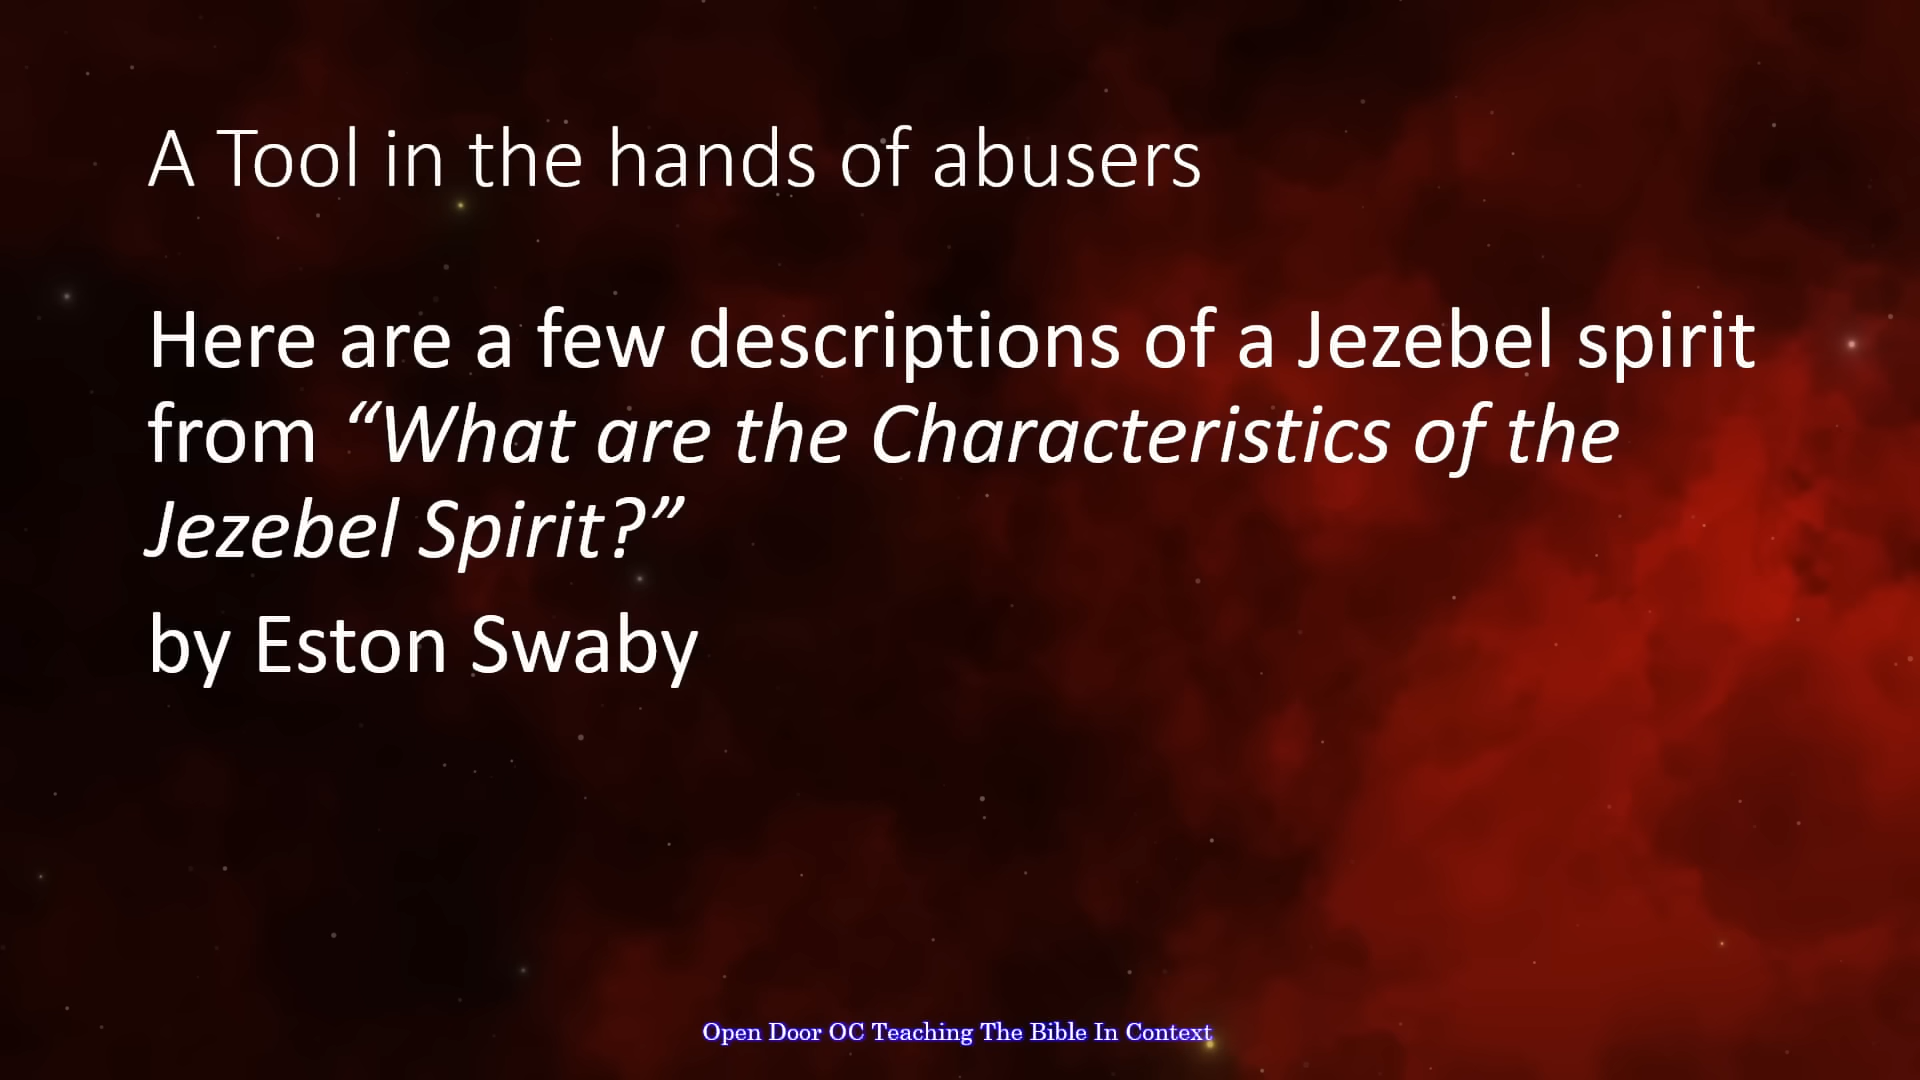 A Tool in the hands of abusers
Here are a few descriptions of a Jezebel spirit
from “What are the Characteristics of the
Jezebel Spirit?”
by Eston Swaby
Open Door OC Teaching The Bible In Context